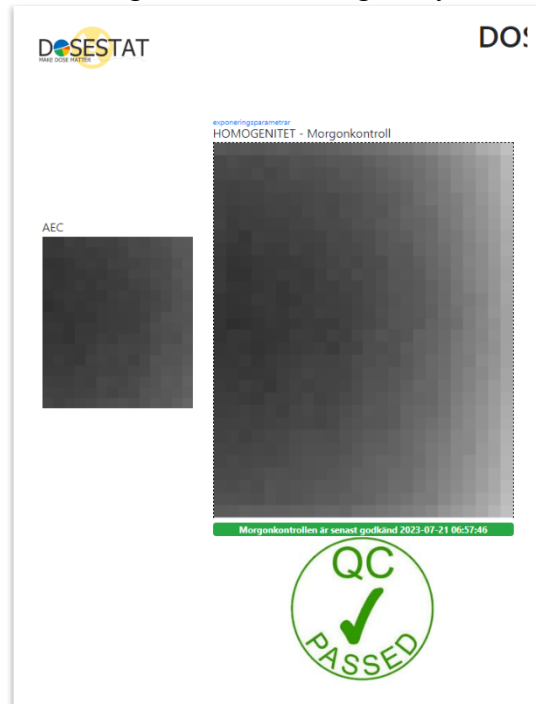 DOSESTAT
MAKE DOSE MATTER
DOS
exponeringsparametrar
HOMOGENITET - Morgonkontroll
AEC
Morgonkontrollen är senast godkänd 2023-07-21 06:57:46
QC
PASSED